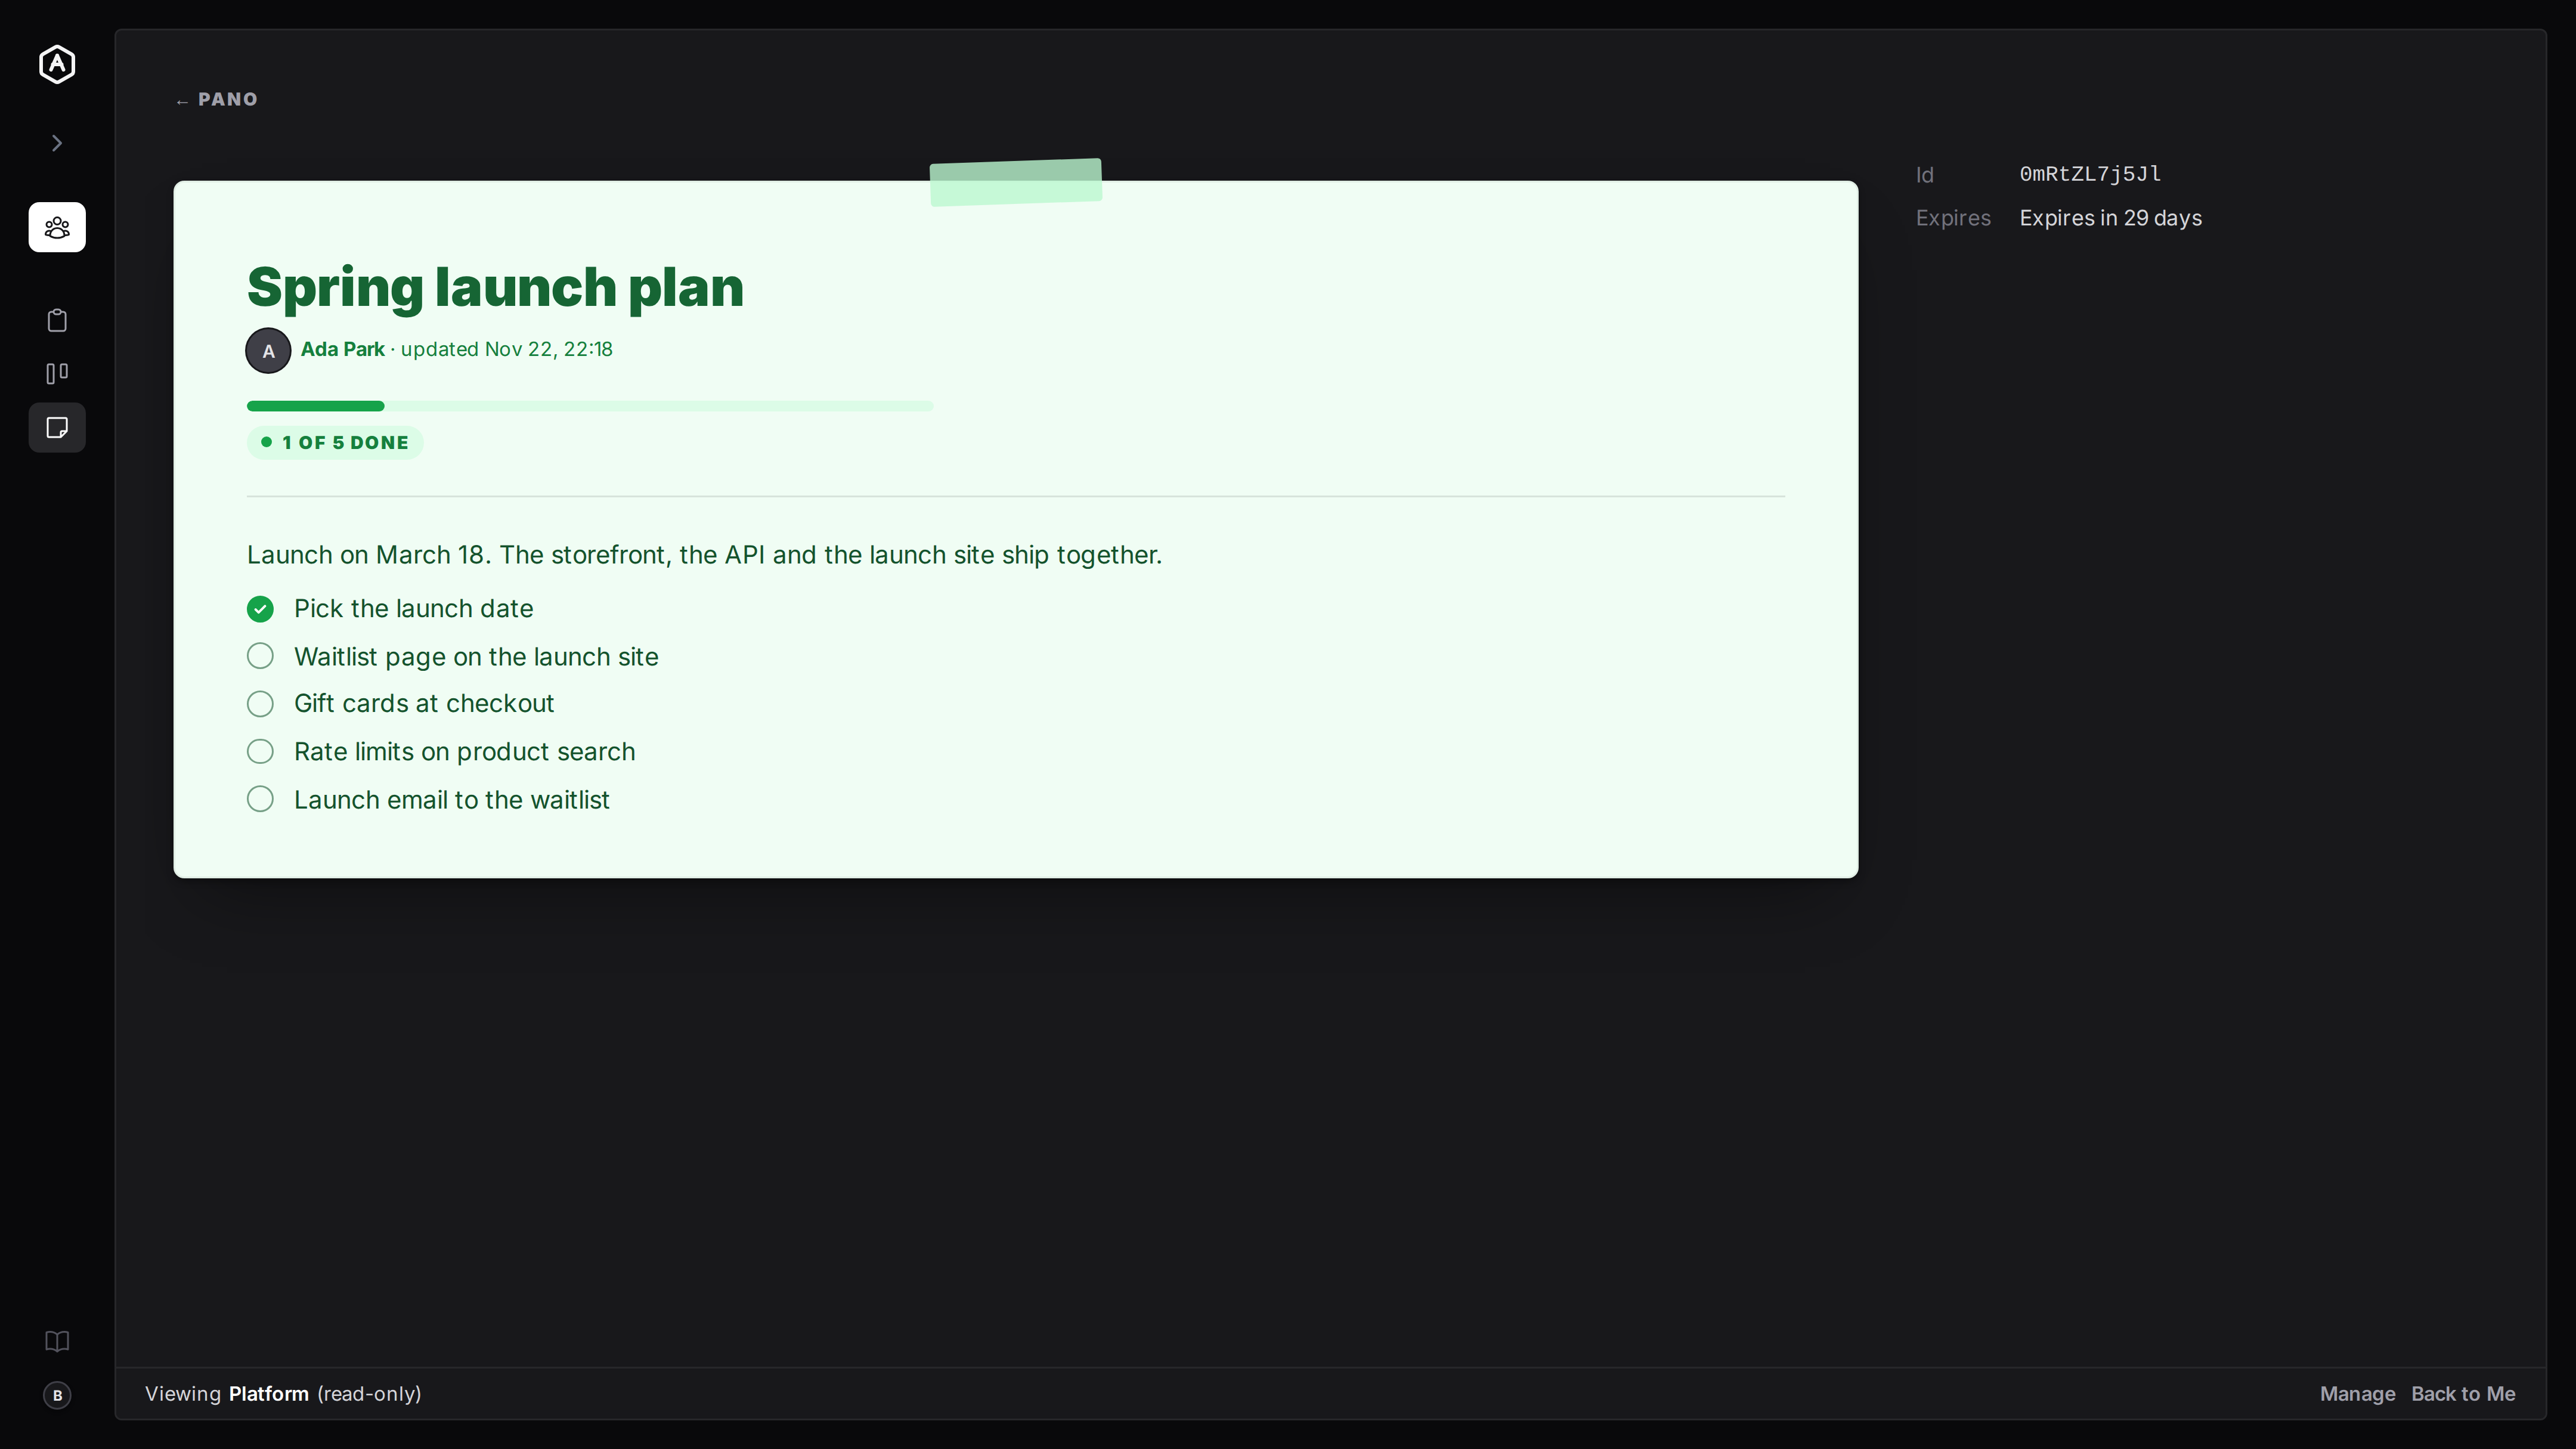 A
← PANO
Id 0mRtZL7j5Jl
Expires Expires in 29 days
Spring launch plan
A Ada Park · updated Nov 22, 22:18
1 OF 5 DONE
Launch on March 18. The storefront, the API and the launch site ship together.
Pick the launch date
Waitlist page on the launch site
Gift cards at checkout
Rate limits on product search
Launch email to the waitlist
B
Viewing Platform (read-only)
Manage Back to Me